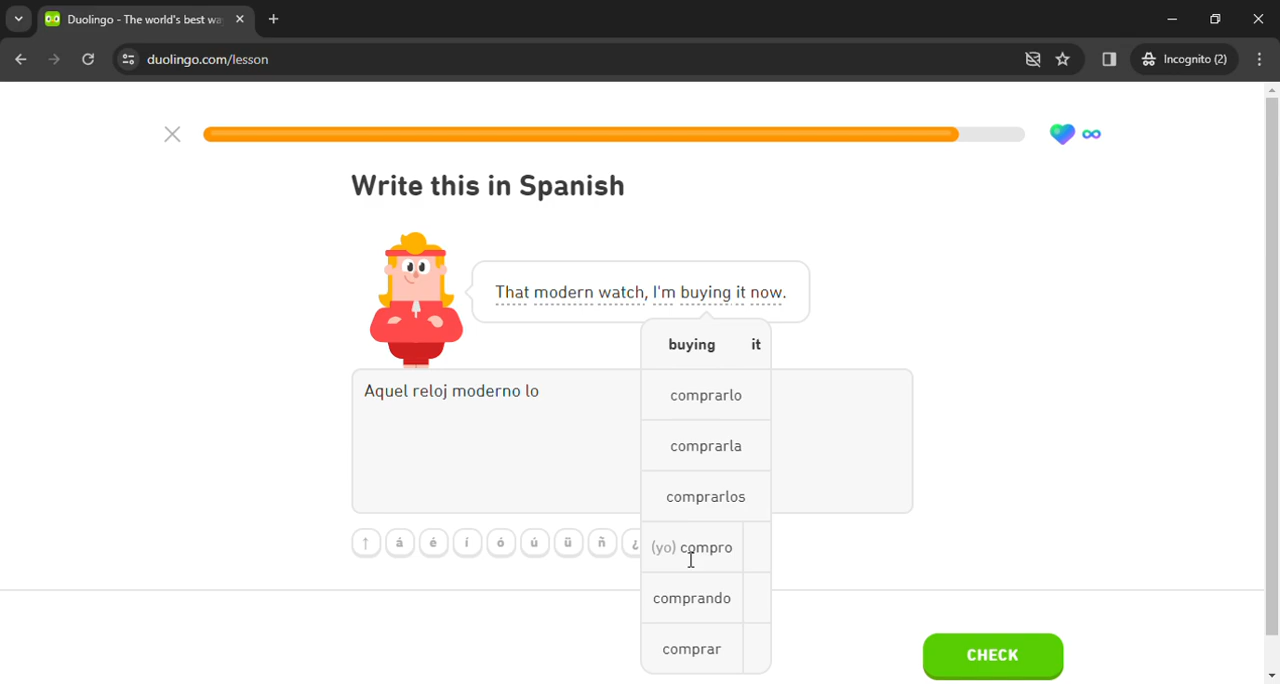 Duolingo - The world's best wa
duolingo.com/lesson
Incognito (2)
Write this in Spanish
That modern watch, I'm buying it now.
buying it
Aquel reloj moderno lo
comprarlo
comprarla
comprarlos
↑ á é í ó ú ü ñ ¿
(yo) compro
comprando
comprar
CHECK